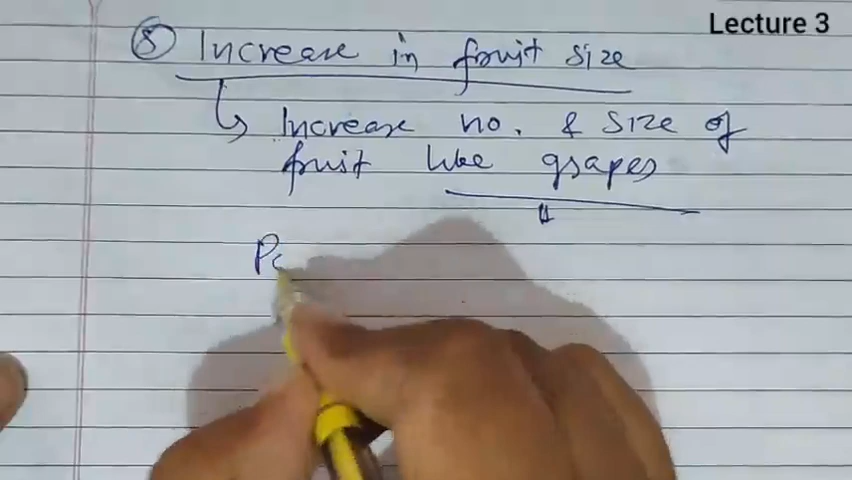 Lecture 3
8 Increase in fruit size
Increase no. & size of
fruit like grapes